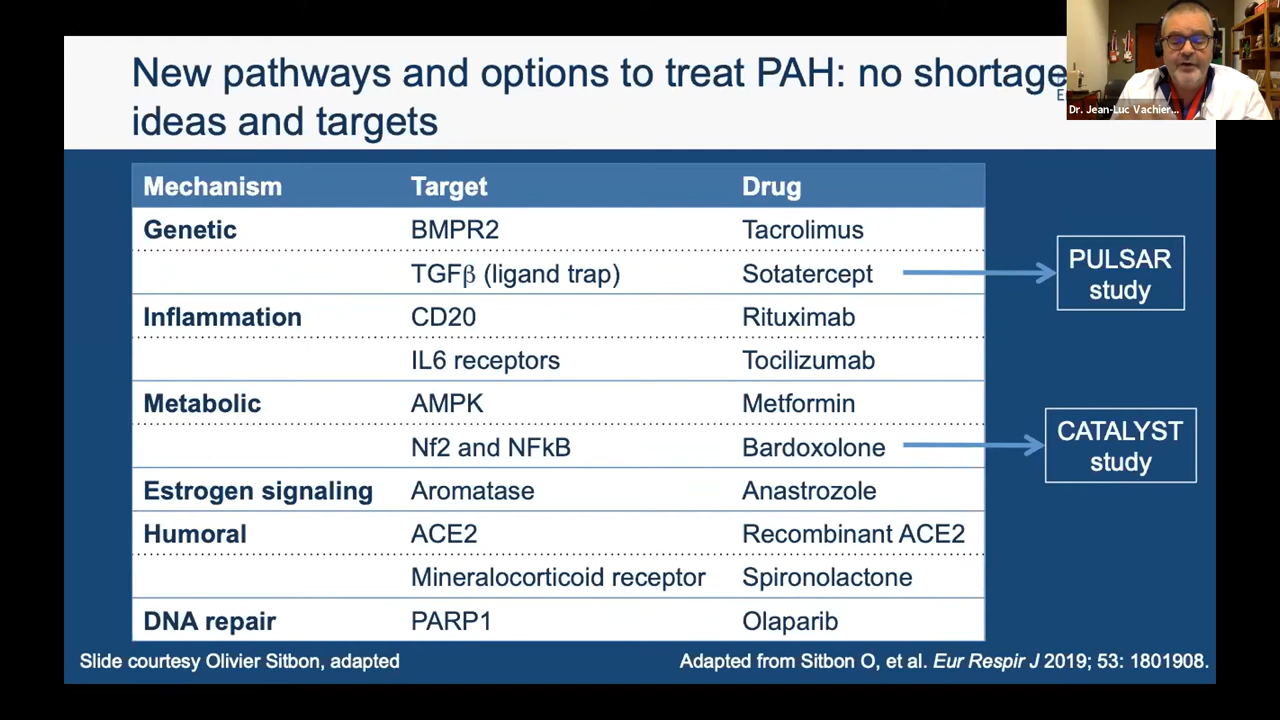 New pathways and options to treat PAH: no shortage
ideas and targets
Dr. Jean-Luc Vachier...
Mechanism Target Drug
Genetic BMPR2 Tacrolimus
TGFβ (ligand trap) Sotatercept
PULSAR
study
Inflammation CD20 Rituximab
IL6 receptors Tocilizumab
Metabolic AMPK Metformin
Nf2 and NFkB Bardoxolone
CATALYST
study
Estrogen signaling Aromatase Anastrozole
Humoral ACE2 Recombinant ACE2
Mineralocorticoid receptor Spironolactone
DNA repair PARP1 Olaparib
Slide courtesy Olivier Sitbon, adapted
Adapted from Sitbon O, et al. Eur Respir J 2019; 53: 1801908.